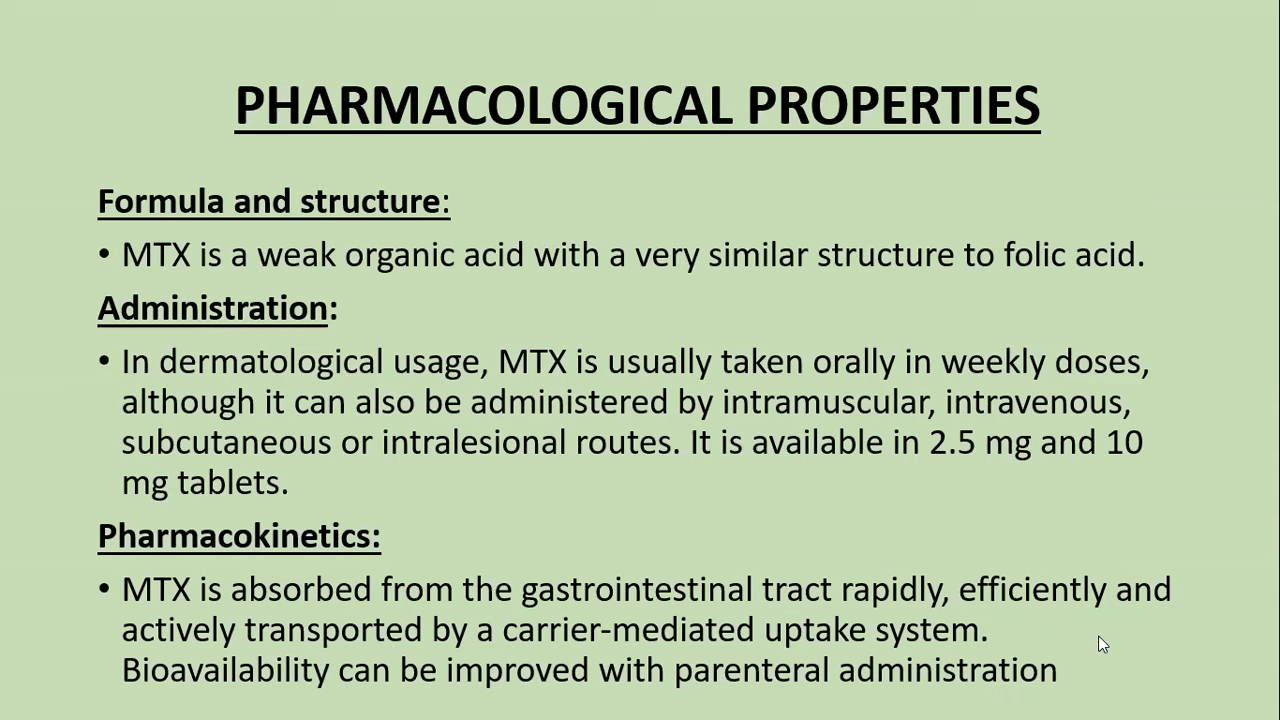 PHARMACOLOGICAL PROPERTIES
Formula and structure:
• MTX is a weak organic acid with a very similar structure to folic acid.
Administration:
• In dermatological usage, MTX is usually taken orally in weekly doses,
although it can also be administered by intramuscular, intravenous,
subcutaneous or intralesional routes. It is available in 2.5 mg and 10
mg tablets.
Pharmacokinetics:
• MTX is absorbed from the gastrointestinal tract rapidly, efficiently and
actively transported by a carrier-mediated uptake system.
Bioavailability can be improved with parenteral administration